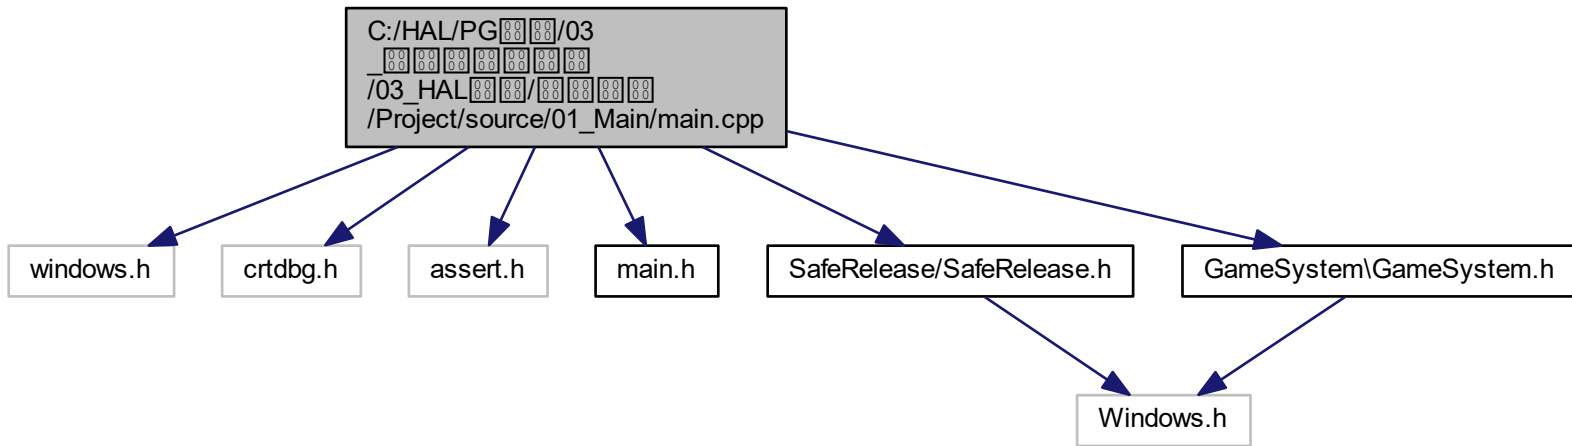 C:/HAL/PG/03
_
/03_HAL/
/Project/source/01_Main/main.cpp
windows.h
crtdbg.h
assert.h
main.h
SafeRelease/SafeRelease.h
GameSystem\GameSystem.h
Windows.h